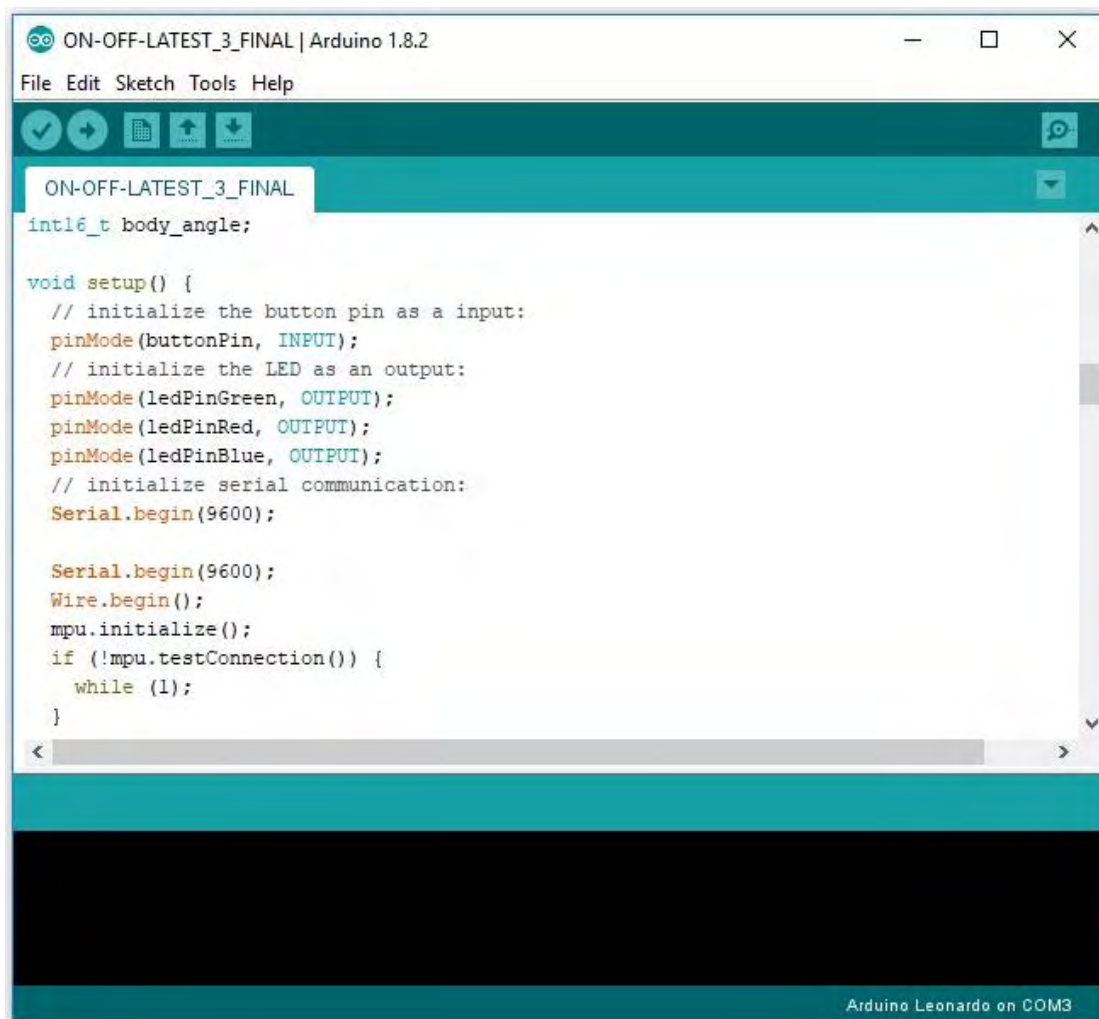 ON-OFF-LATEST_3_FINAL | Arduino 1.8.2
File Edit Sketch Tools Help
ON-OFF-LATEST_3_FINAL
int16_t body_angle;
void setup() {
// initialize the button pin as a input:
pinMode(buttonPin, INPUT);
// initialize the LED as an output:
pinMode(ledPinGreen, OUTPUT);
pinMode(ledPinRed, OUTPUT);
pinMode(ledPinBlue, OUTPUT);
// initialize serial communication:
Serial.begin(9600);
Serial.begin(9600);
Wire.begin();
mpu.initialize();
if (!mpu.testConnection()) {
while (1);
}
Arduino Leonardo on COM3